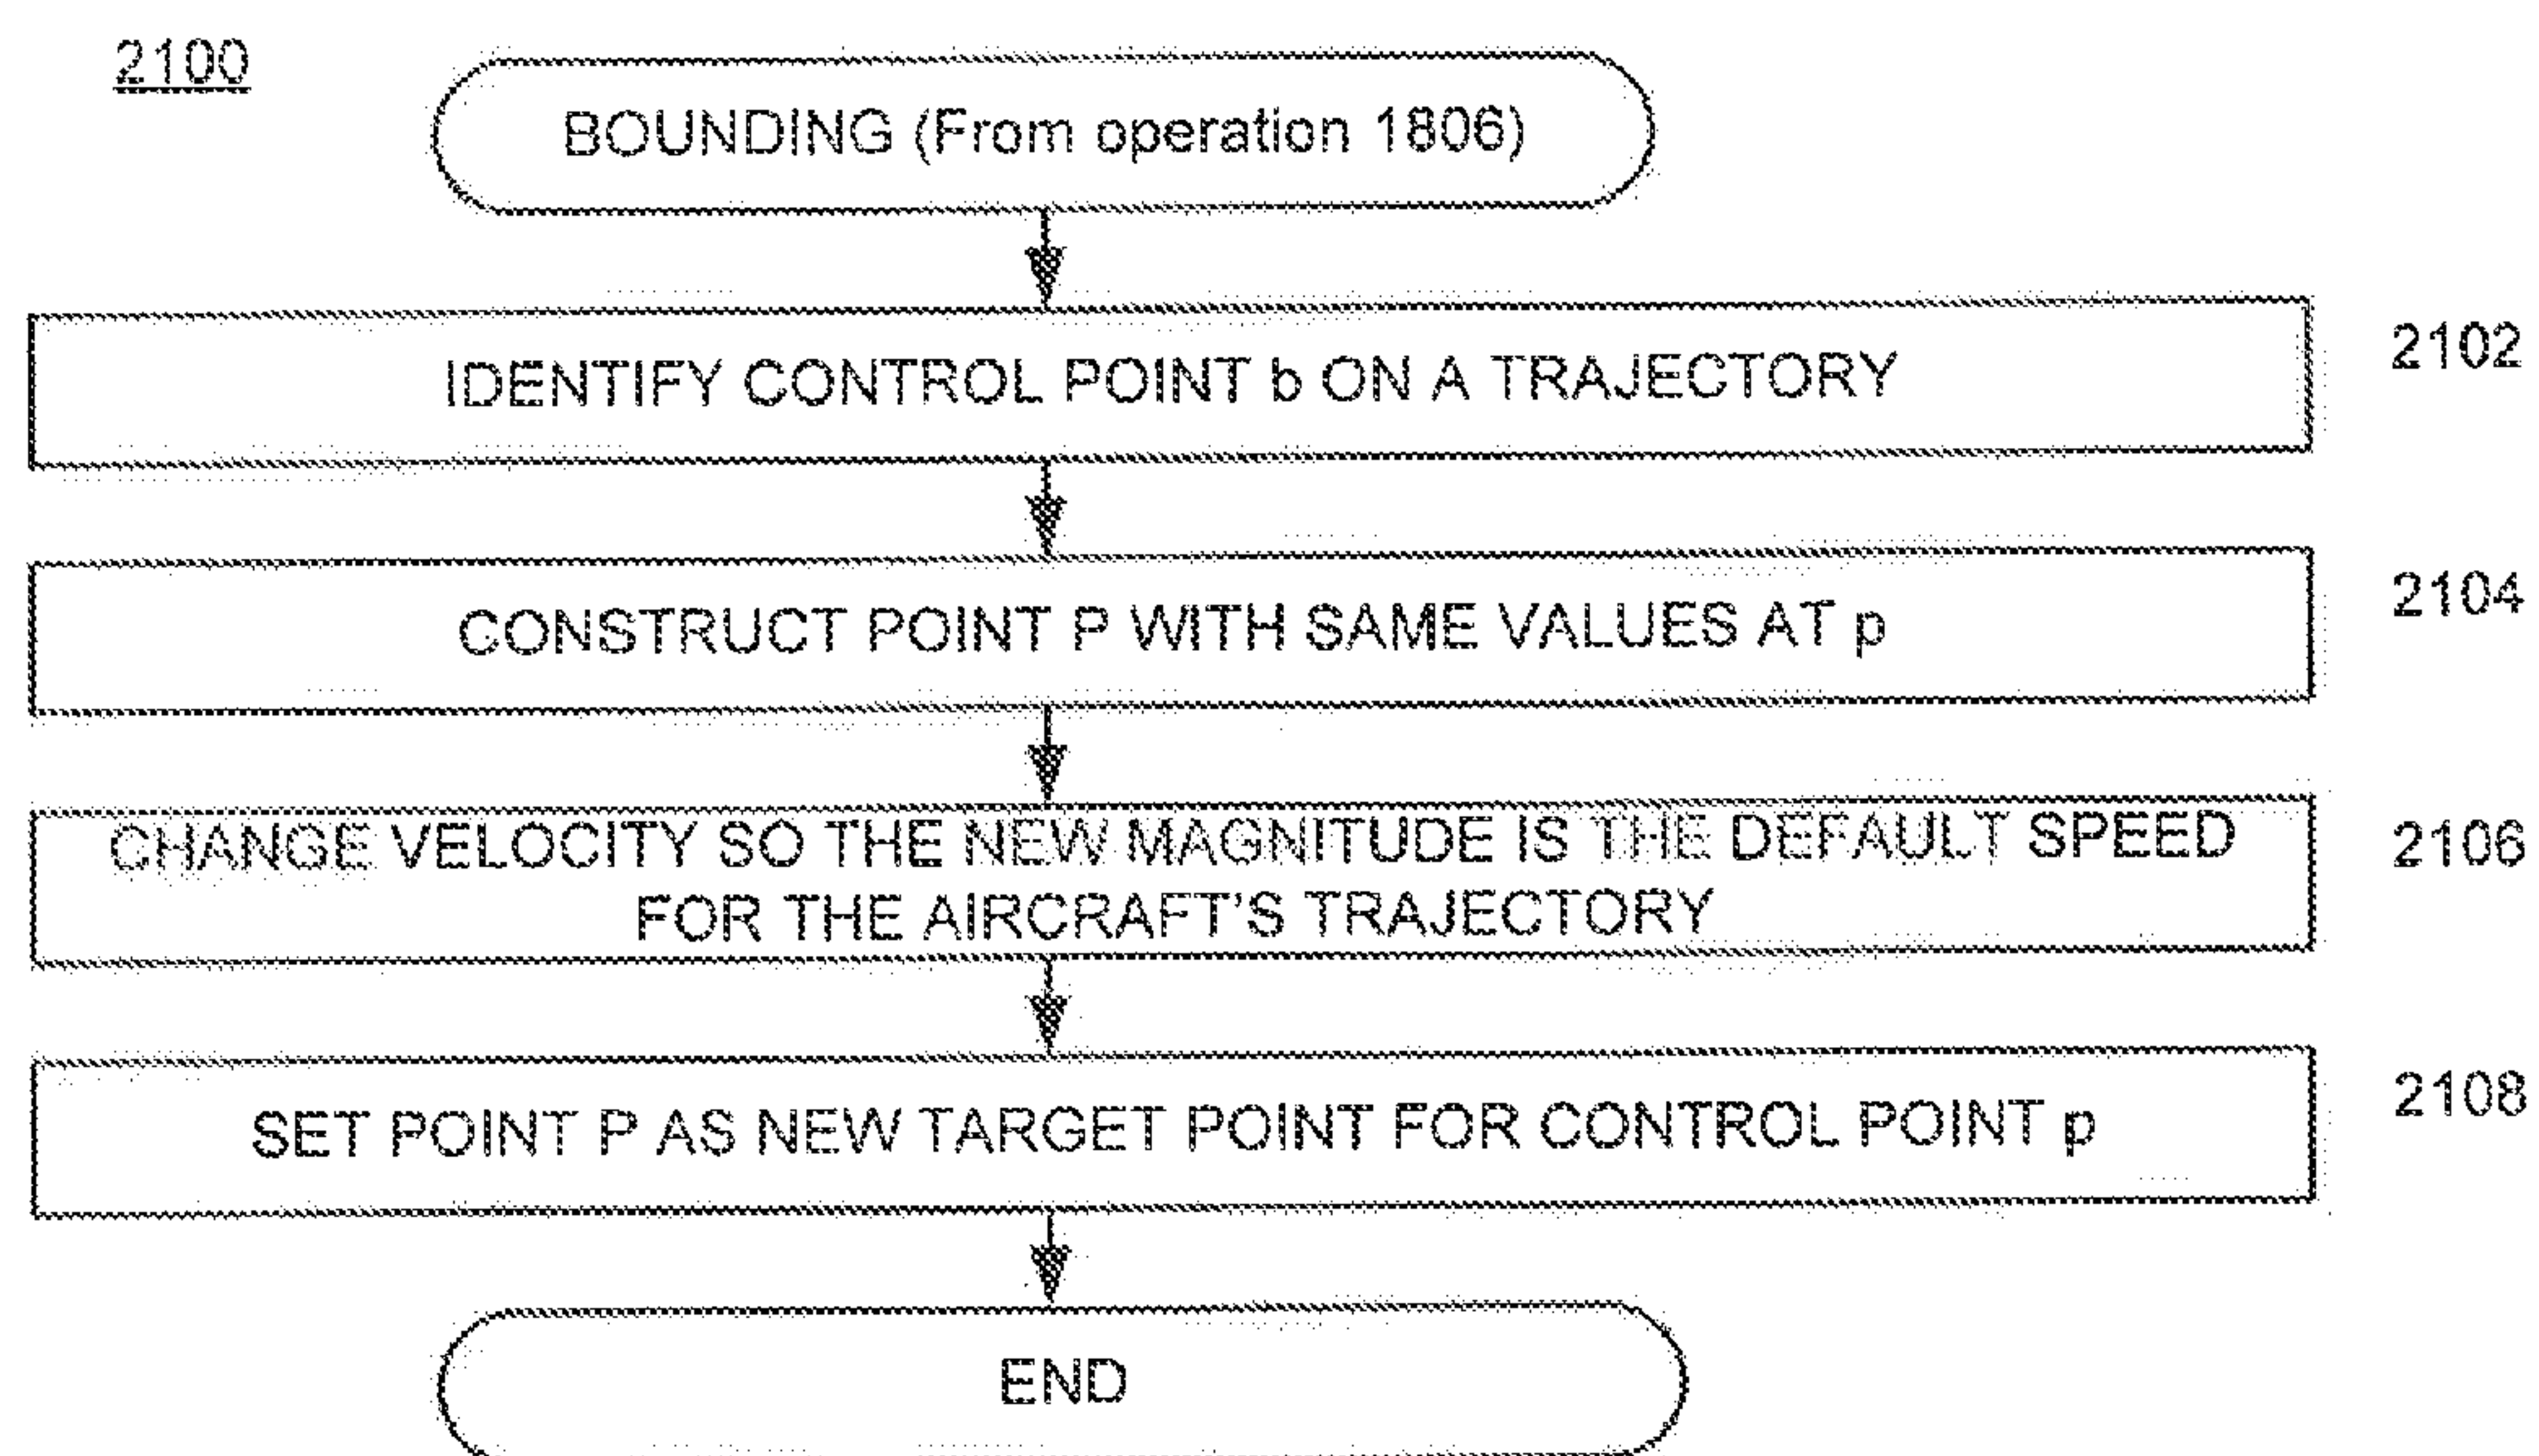 2100
BOUNDING (From operation 1806)
IDENTIFY CONTROL POINT b ON A TRAJECTORY
2102
CONSTRUCT POINT P WITH SAME VALUES AT p
2104
CHANGE VELOCITY SO THE NEW MAGNITUDE IS THE DEFAULT SPEED
FOR THE AIRCRAFT'S TRAJECTORY
2106
SET POINT P AS NEW TARGET POINT FOR CONTROL POINT p
2108
END